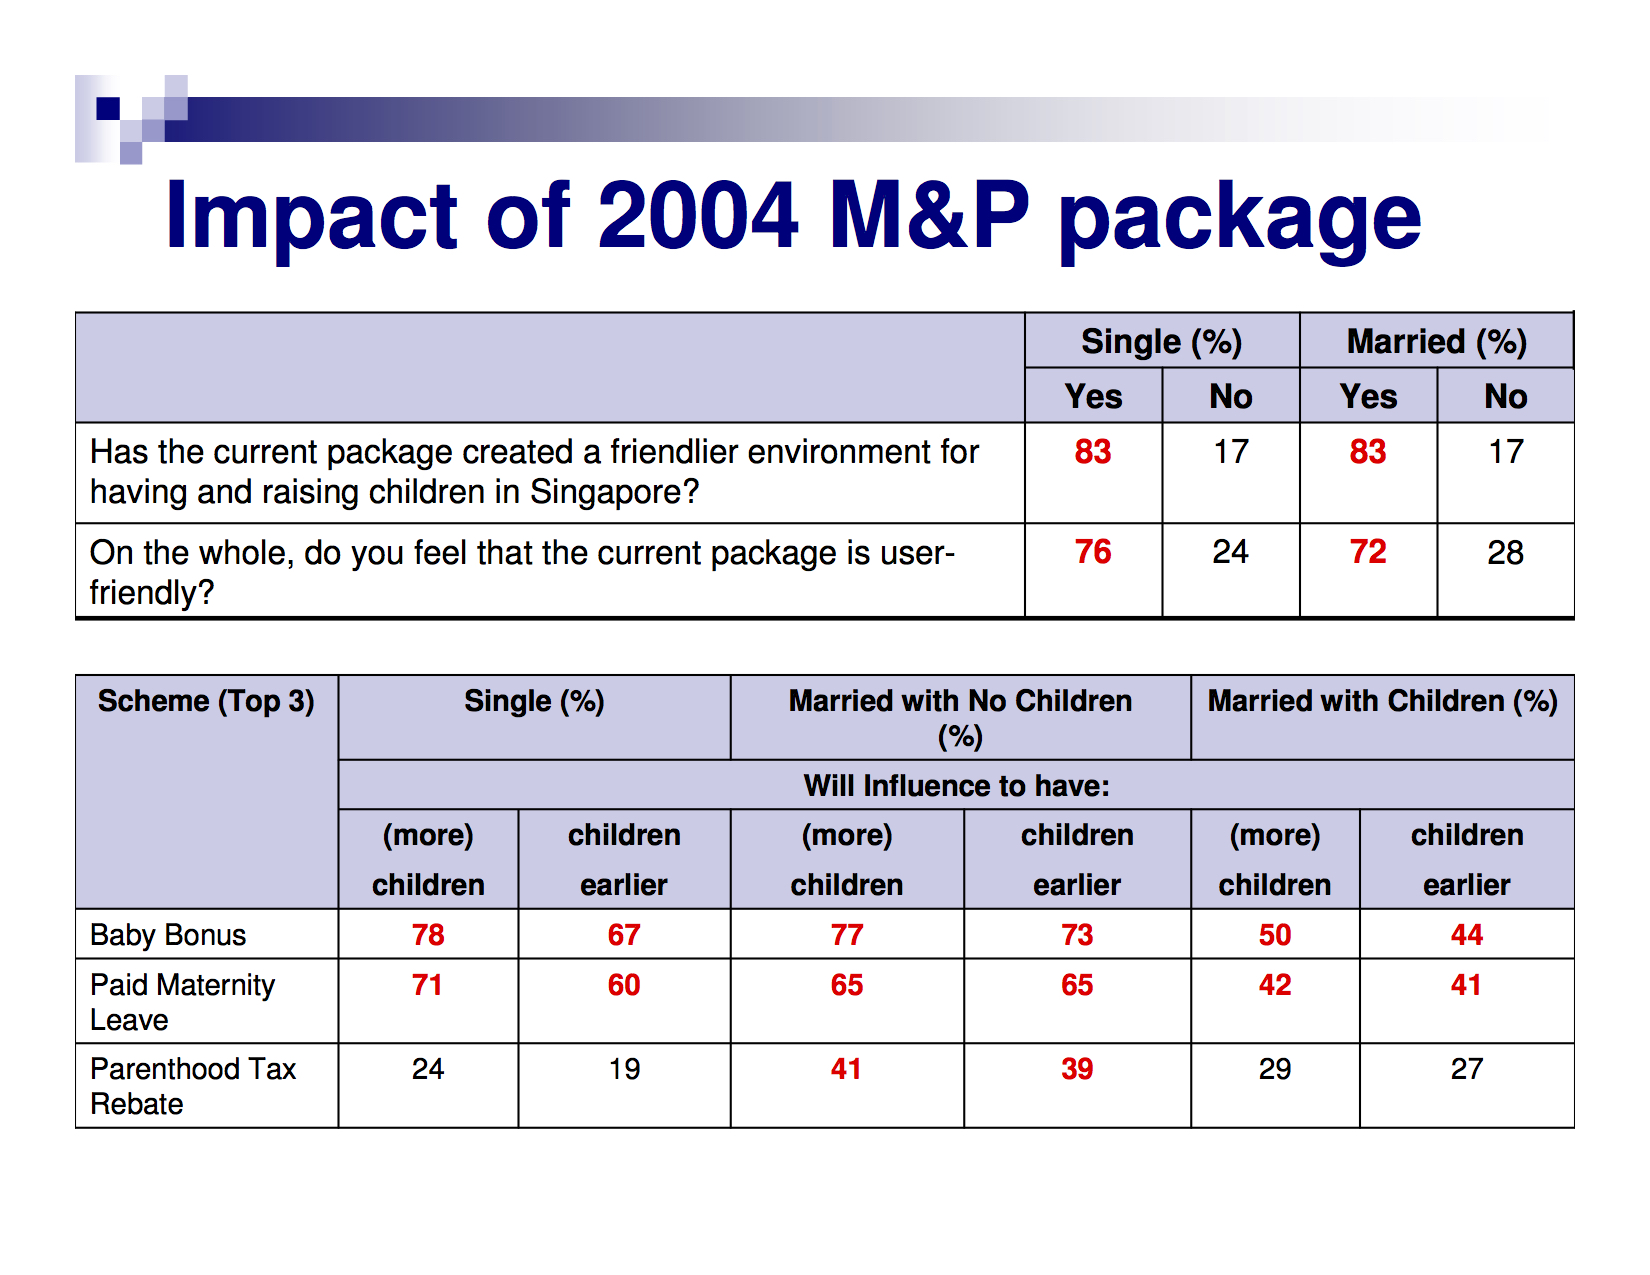 Impact of 2004 M&P package
Single (%) Married (%)
Yes No Yes No
Has the current package created a friendlier environment for 83 17 83 17
having and raising children in Singapore?
On the whole, do you feel that the current package is user- 76 24 72 28
friendly?
Scheme (Top 3) Single (%) Married with No Children Married with Children (%)
(%)
Will Influence to have:
(more) children (more) children (more) children
children earlier children earlier children earlier
Baby Bonus 78 67 77 73 50 44
Paid Maternity 71 60 65 65 42 41
Leave
Parenthood Tax 24 19 41 39 29 27
Rebate